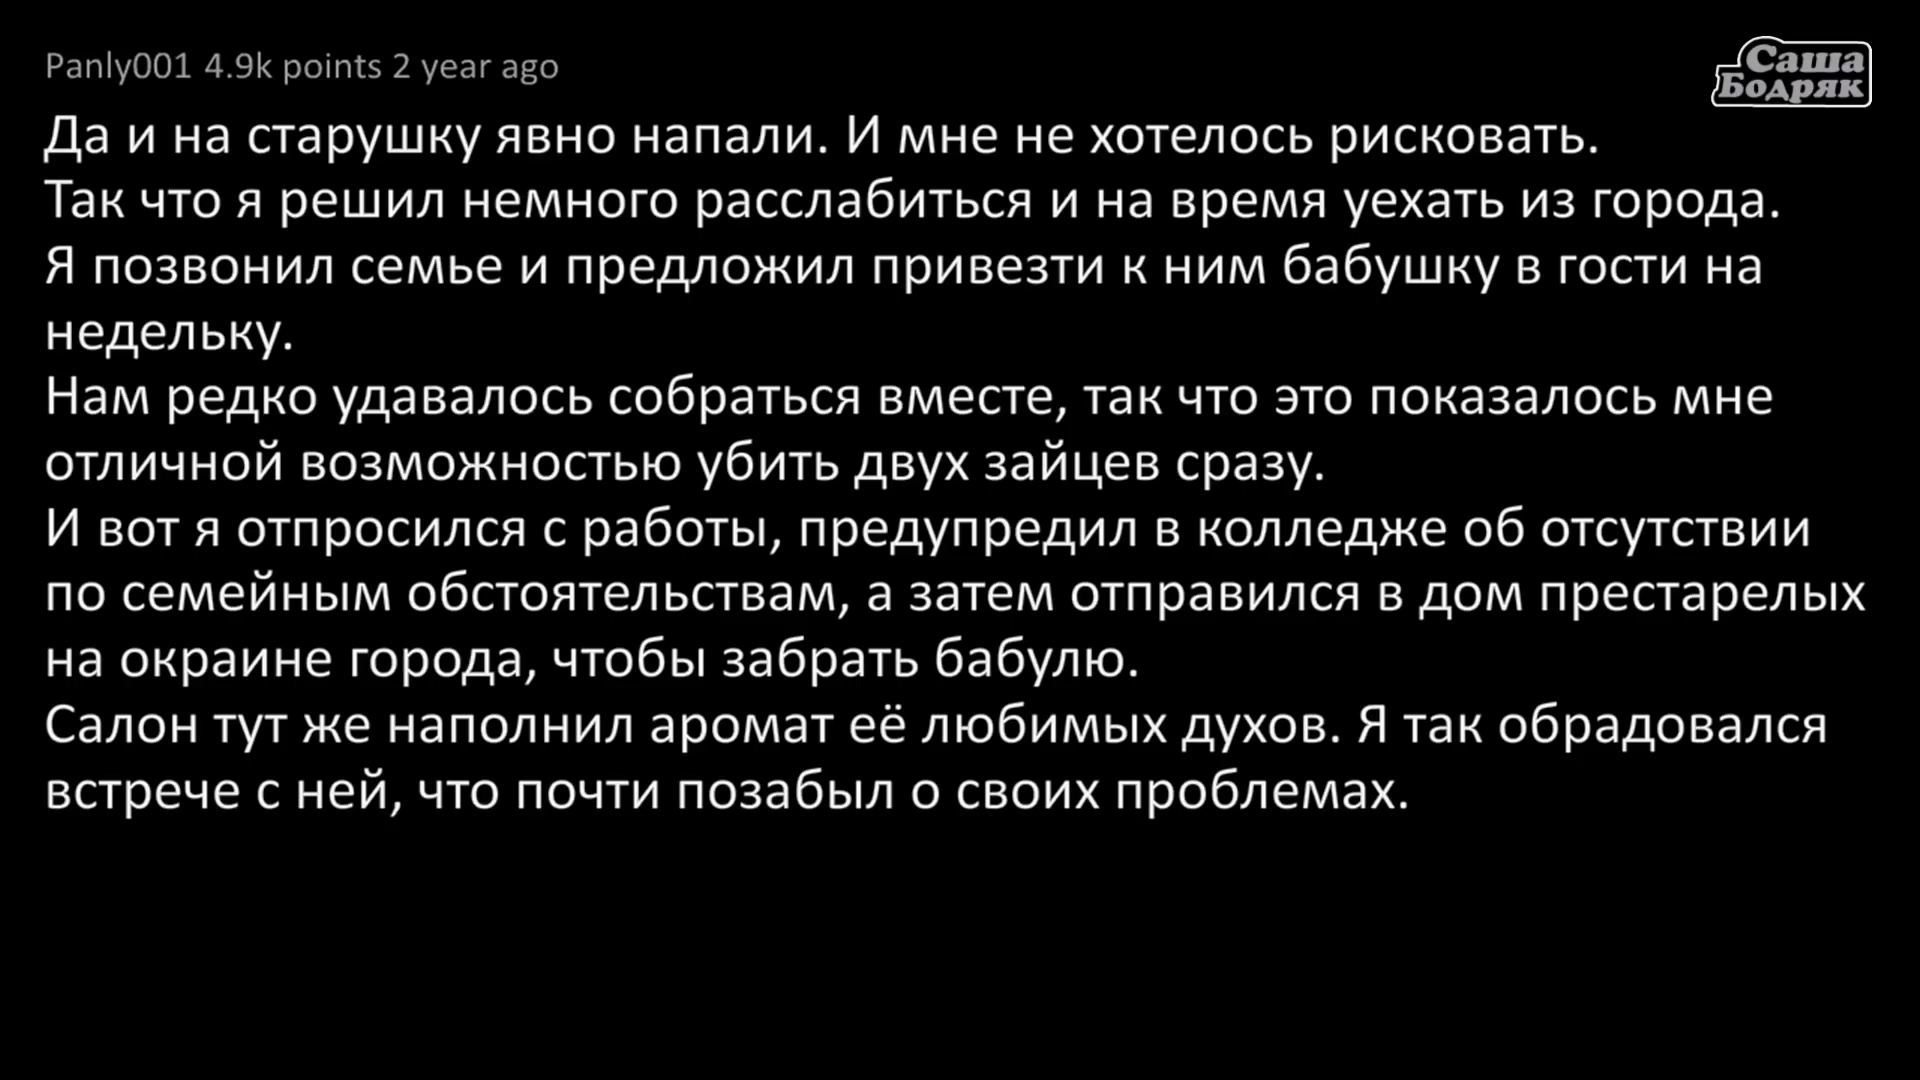 Panly001 4.9k points 2 year ago
Саша
Бодряк
Да и на старушку явно напали. И мне не хотелось рисковать.
Так что я решил немного расслабиться и на время уехать из города.
Я позвонил семье и предложил привезти к ним бабушку в гости на
недельку.
Нам редко удавалось собраться вместе, так что это показалось мне
отличной возможностью убить двух зайцев сразу.
И вот я отпросился с работы, предупредил в колледже об отсутствии
по семейным обстоятельствам, а затем отправился в дом престарелых
на окраине города, чтобы забрать бабулю.
Салон тут же наполнил аромат её любимых духов. Я так обрадовался
встрече с ней, что почти позабыл о своих проблемах.